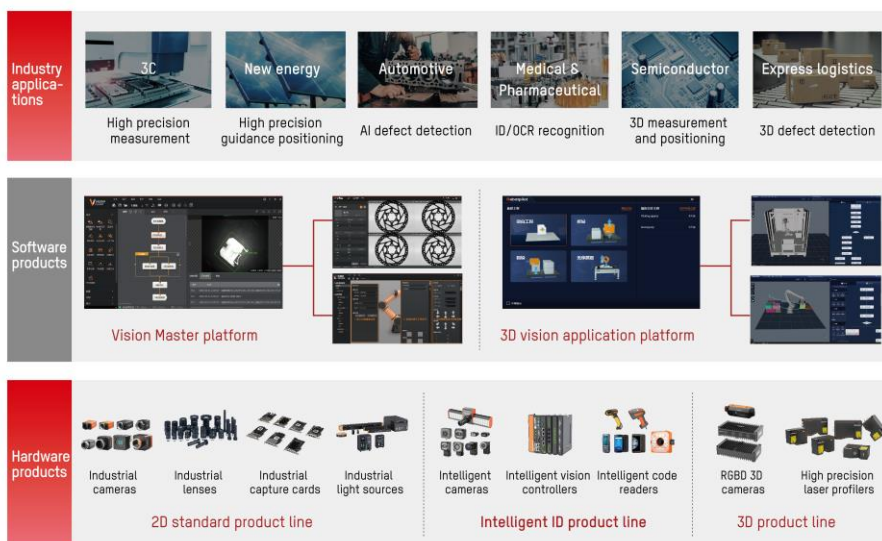 Industry
applica-
tions
3C
New energy
Automotive
Medical &
Pharmaceutical
Semiconductor
Express logistics
High precision
measurement
High precision
guidance positioning
AI defect detection
ID/OCR recognition
3D measurement
and positioning
3D defect detection
Software
products
Vision Master platform
3D vision application platform
Hardware
products
Industrial
cameras
Industrial
lenses
Industrial
capture cards
Industrial
light sources
Intelligent
cameras
Intelligent vision
controllers
Intelligent code
readers
RGBD 3D
cameras
High precision
laser profilers
2D standard product line
Intelligent ID product line
3D product line